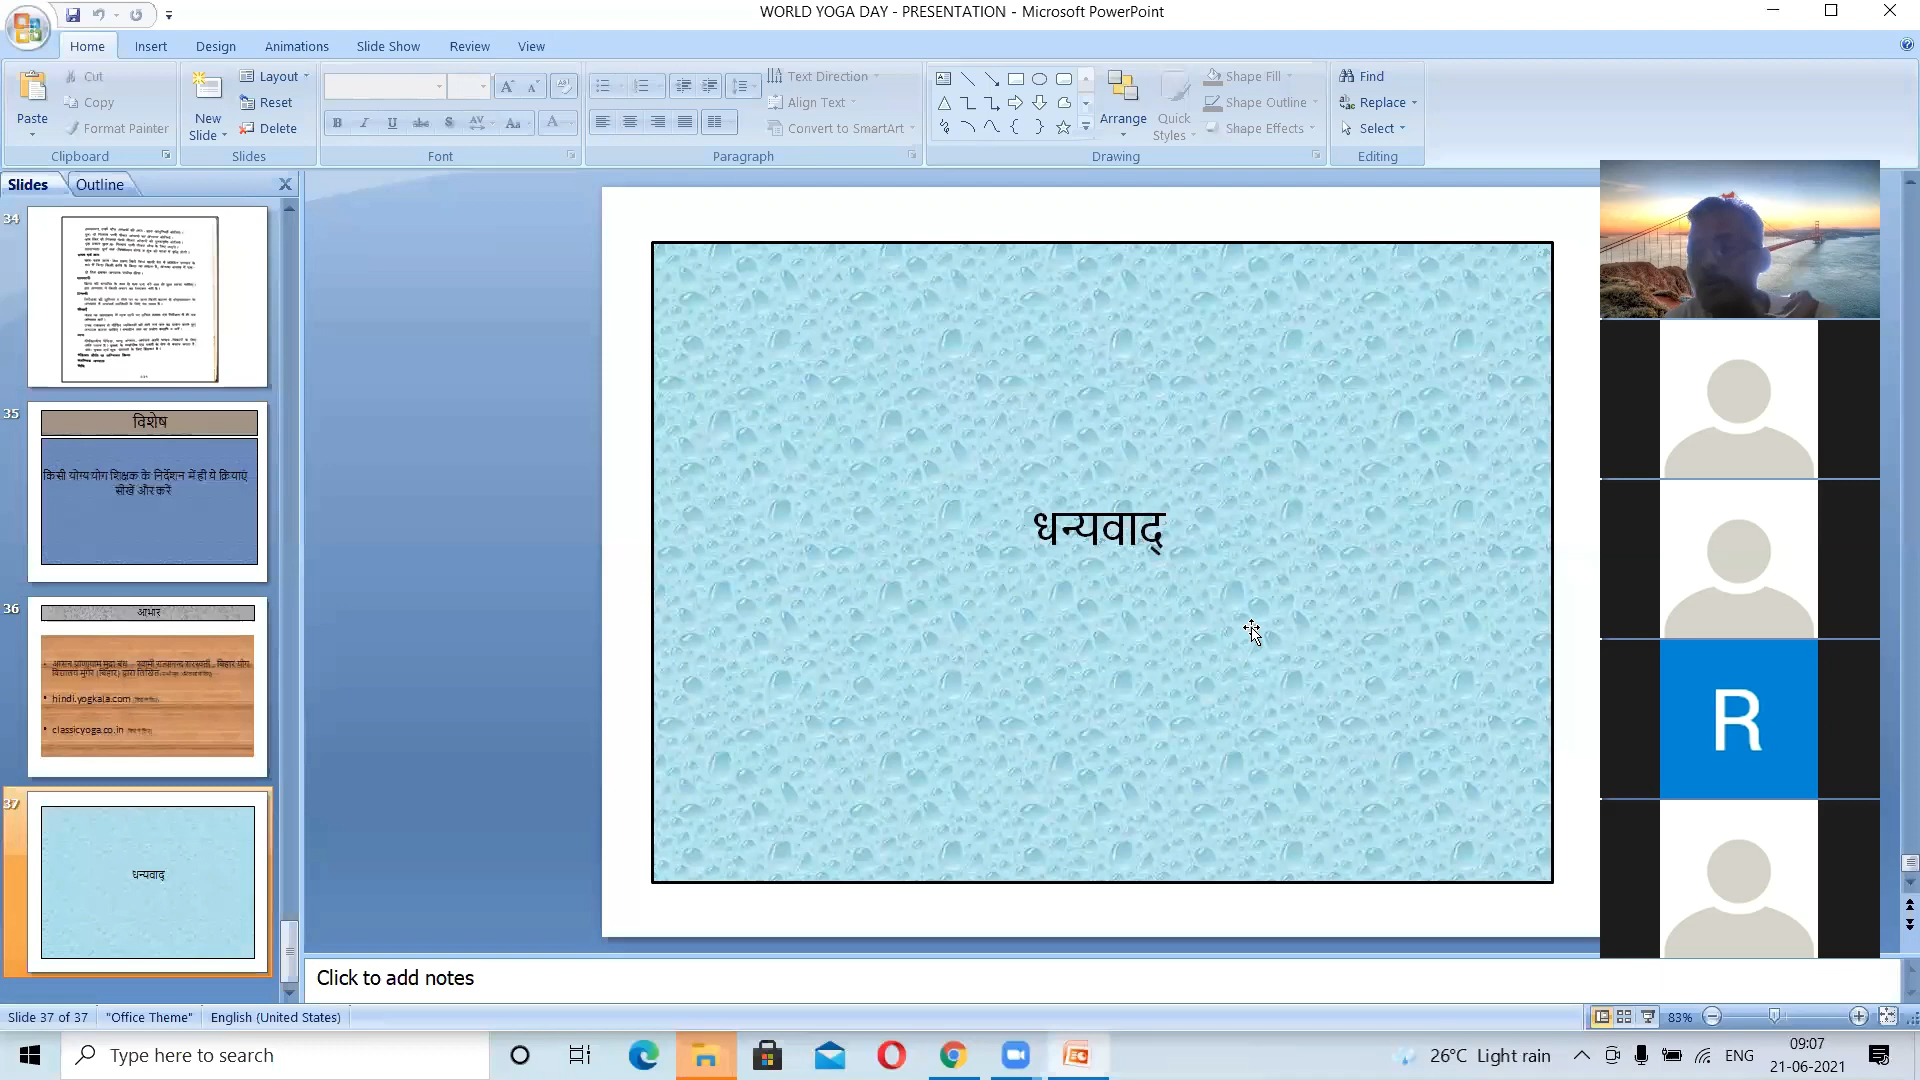 WORLD YOGA DAY - PRESENTATION - Microsoft PowerPoint
Home
Insert
Design
Animations
Slide Show
Review
View
Paste
Cut
Copy
Format Painter
Clipboard
New
Slide
Layout
Reset
Delete
Slides
Font
Text Direction
Align Text
Convert to SmartArt
Paragraph
Arrange
Quick
Styles
Shape Fill
Shape Outline
Shape Effects
Drawing
Find
Replace
Select
Editing
Slides
Outline
34
35
विशेष
किसी योग्य योग शिक्षक के निर्देशन में ही ये क्रियाएं
सीखें और करें
36
आभार
hindi.yogkala.com
classicyoga.co.in
37
धन्यवाद्
धन्यवाद्
R
Click to add notes
Slide 37 of 37
"Office Theme"
English (United States)
83%
Type here to search
26°C Light rain
ENG
09:07
21-06-2021